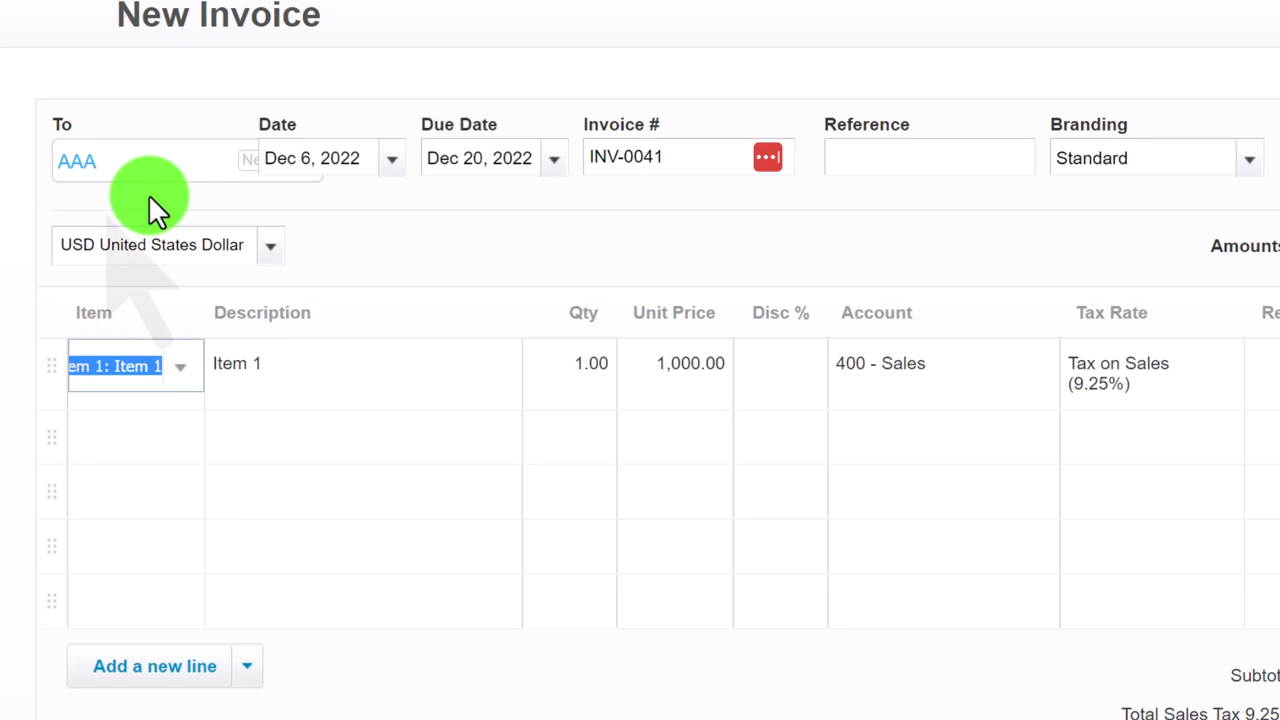 New Invoice
To Date Due Date Invoice # Reference Branding
AAA Dec 6, 2022 Dec 20, 2022 INV-0041 Standard
USD United States Dollar
Item Description Qty Unit Price Disc % Account Tax Rate
em 1: Item 1 Item 1 1.00 1,000.00 400 - Sales Tax on Sales
(9.25%)
Add a new line
Total Sales Tax 9.25